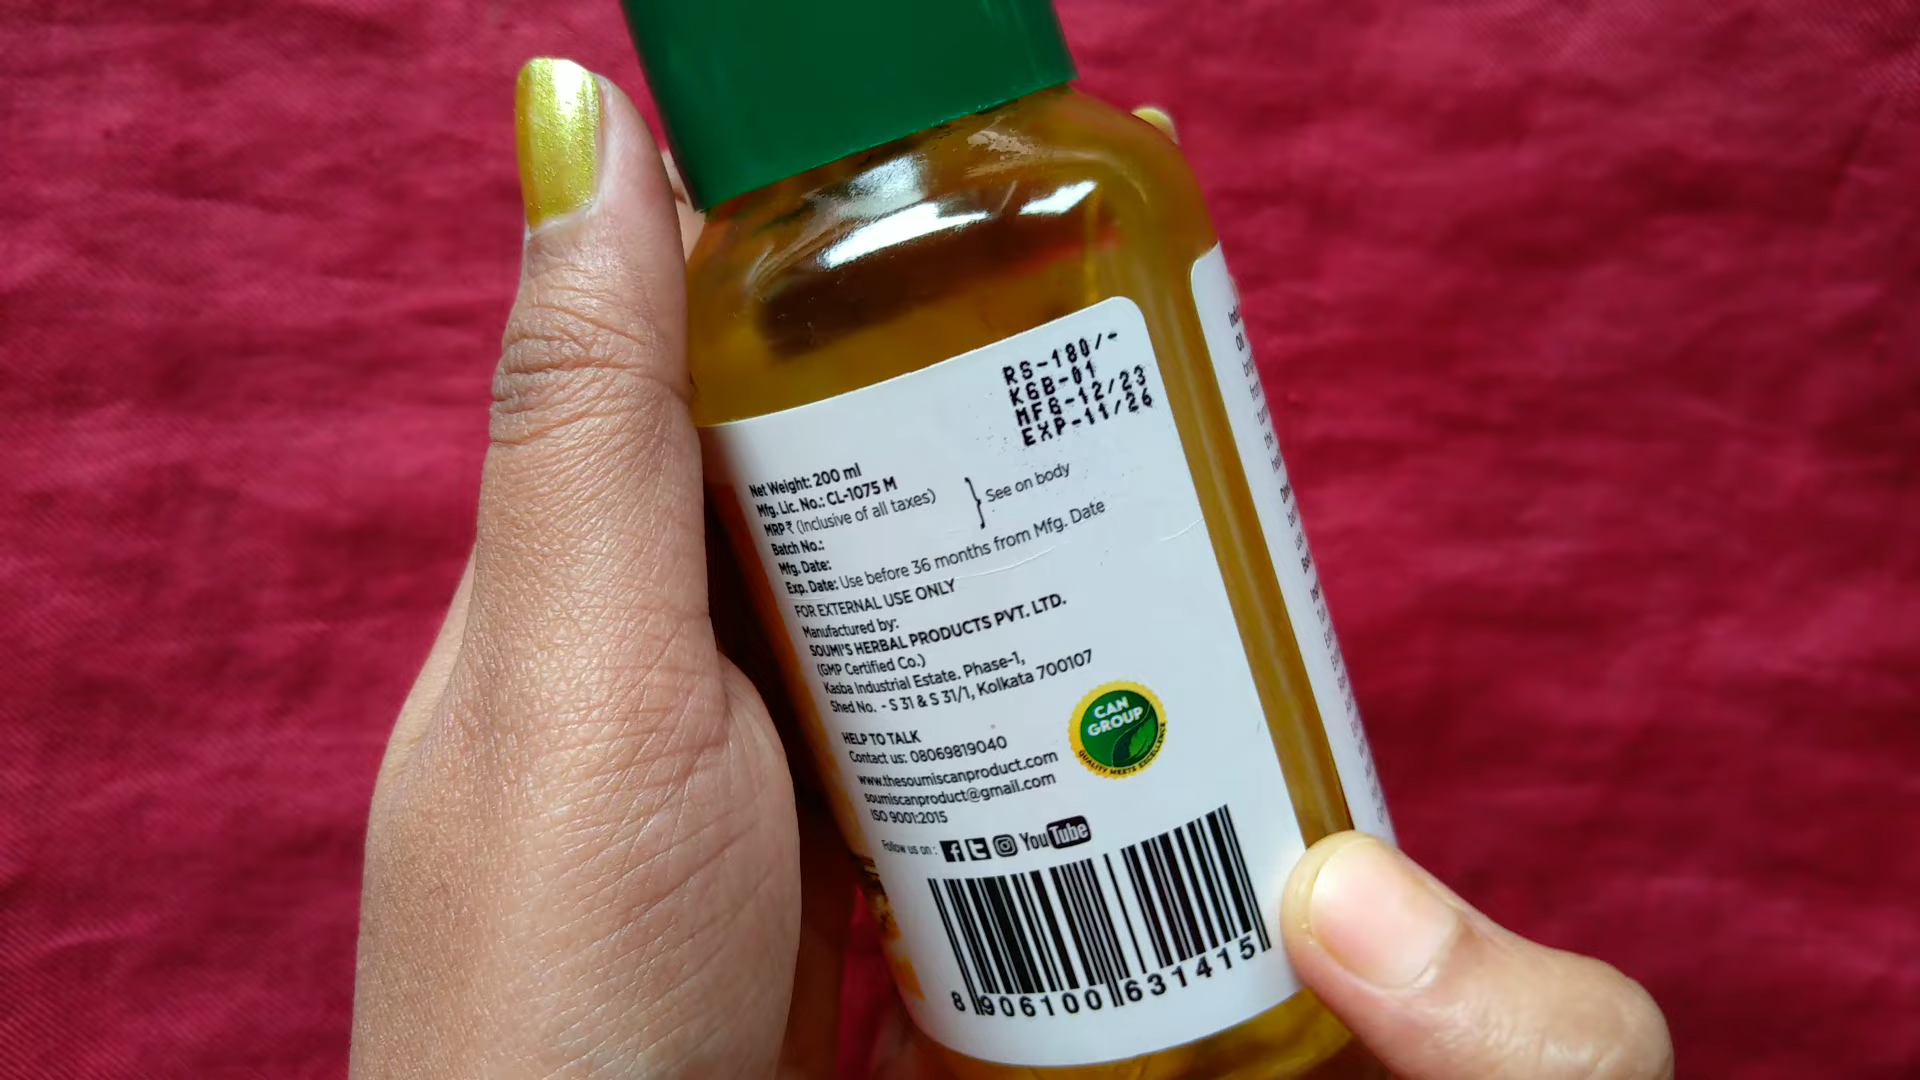 RS-180/-
KGB-01
MFG-12/23
EXP-11/26
Net Weight: 200 ml
Mfg. Lic. No.: CL-1075 M
MRP ₹ (Inclusive of all taxes)
Batch No.:
Mfg. Date:
} See on body
Exp. Date: Use before 36 months from Mfg. Date
FOR EXTERNAL USE ONLY
Manufactured by:
SOUMI'S HERBAL PRODUCTS PVT. LTD.
(GMP Certified Co.)
Kasba Industrial Estate. Phase-1,
Shed No. - S 31 & S 31/1, Kolkata 700107
HELP TO TALK
Contact us: 08069819040
www.thesoumiscanproduct.com
soumiscanproduct@gmail.com
ISO 9001:2015
CAN
GROUP
QUALITY MEETS EXCELLENCE
Follow us on: YouTube
8 906100 631415